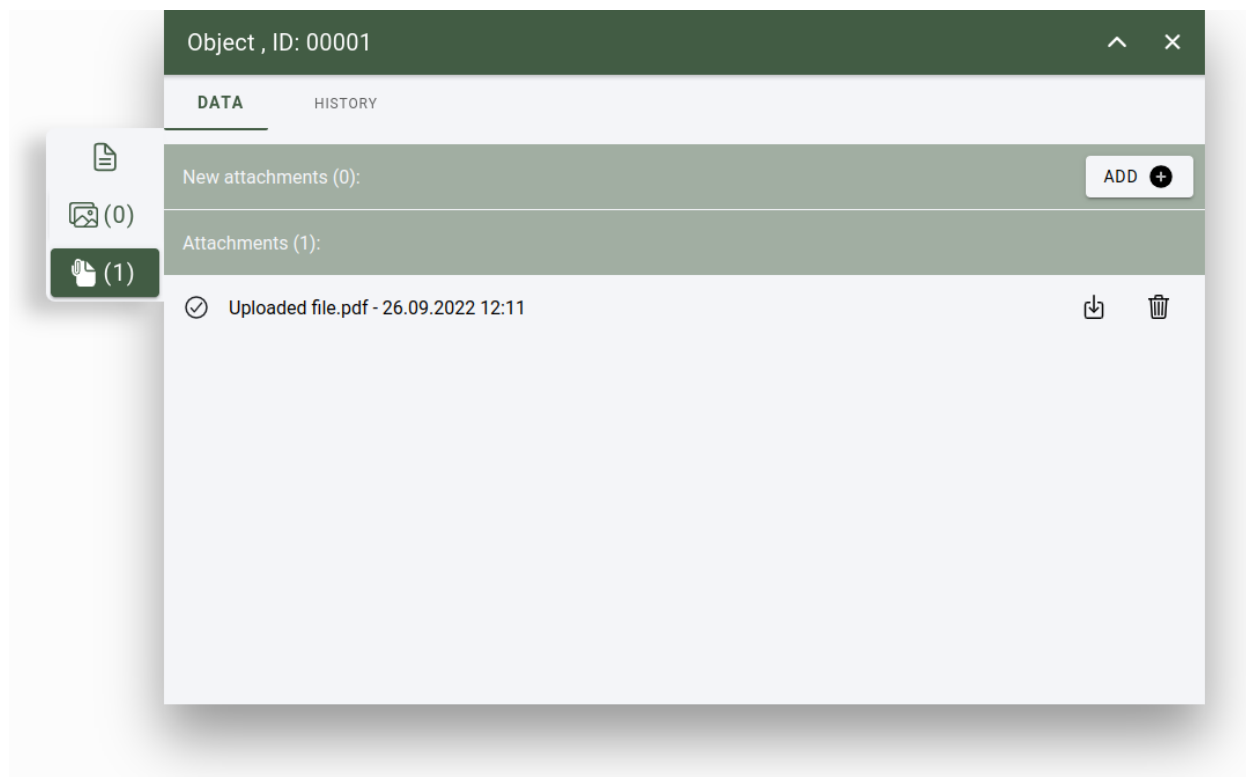 Object , ID: 00001
DATA HISTORY
(0)
(1)
New attachments (0):
ADD
Attachments (1):
Uploaded file.pdf - 26.09.2022 12:11